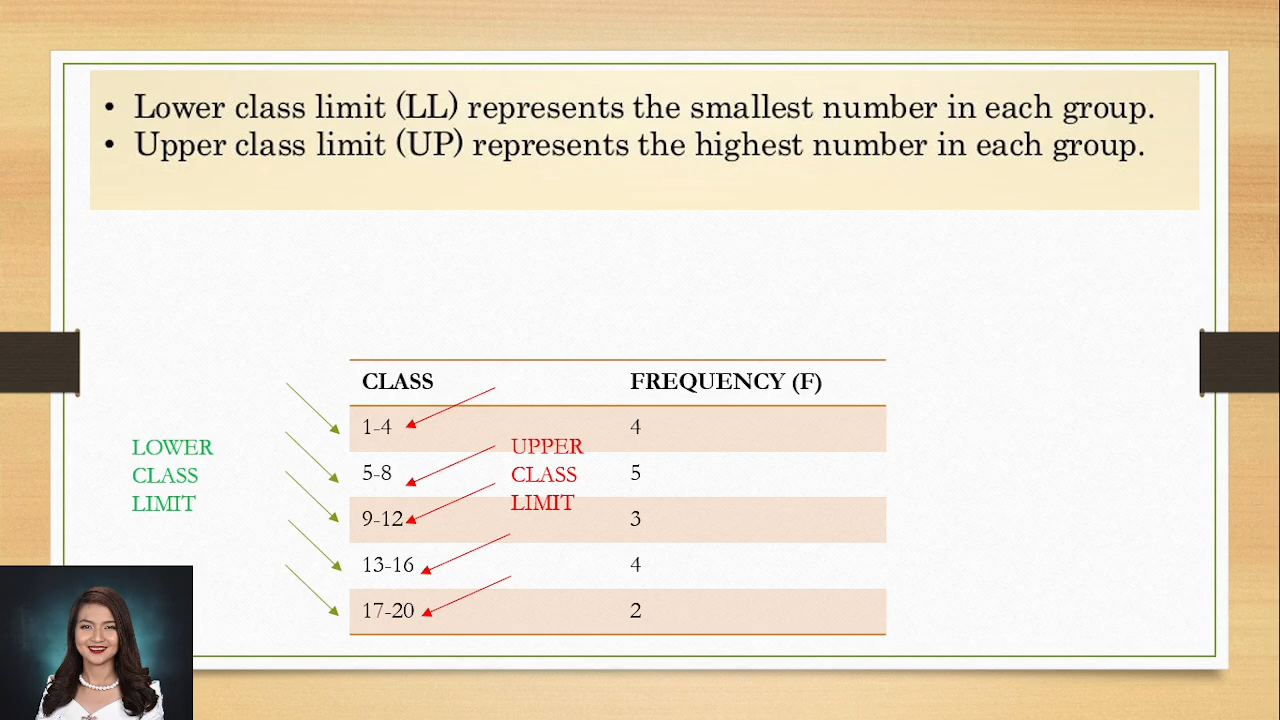 • Lower class limit (LL) represents the smallest number in each group.
• Upper class limit (UP) represents the highest number in each group.
CLASS FREQUENCY (F)
1-4 4
5-8 5
9-12 3
13-16 4
17-20 2
LOWER
CLASS
LIMIT
UPPER
CLASS
LIMIT